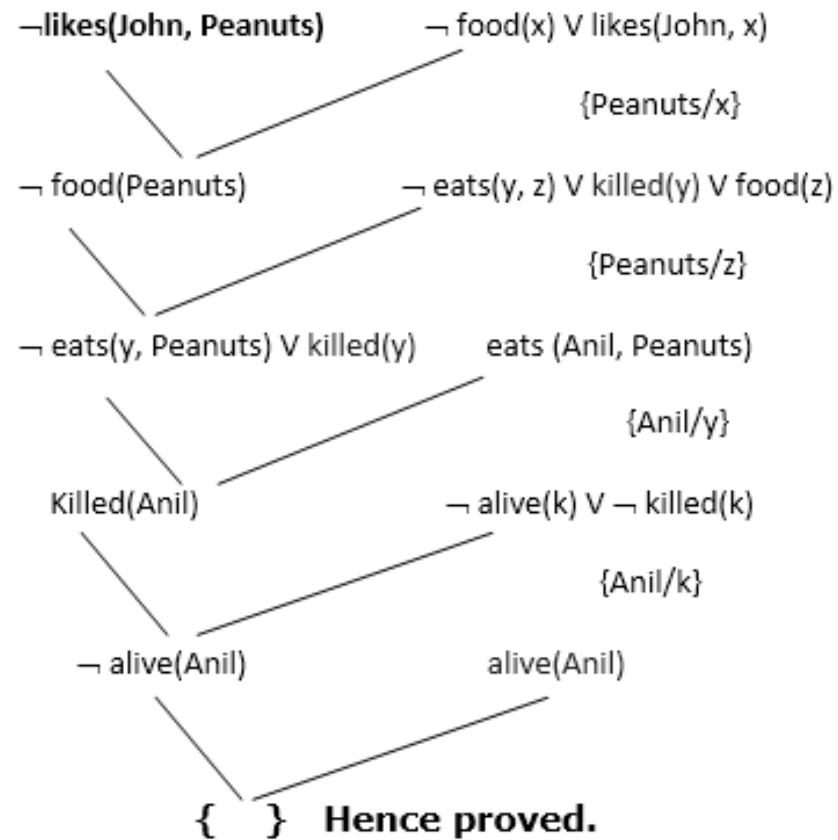 ¬likes(John, Peanuts) ¬ food(x) V likes(John, x)
{Peanuts/x}
¬ food(Peanuts) ¬ eats(y, z) V killed(y) V food(z)
{Peanuts/z}
¬ eats(y, Peanuts) V killed(y) eats (Anil, Peanuts)
{Anil/y}
Killed(Anil) ¬ alive(k) V ¬ killed(k)
{Anil/k}
¬ alive(Anil) alive(Anil)
{ } Hence proved.